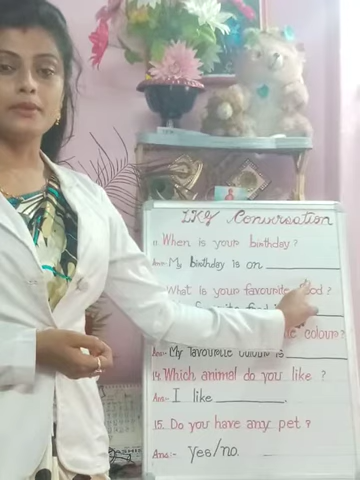 LKG Conversation
11. When is your birthday?
Ans:- My birthday is on
What is your favourite food?
colour?
Ans:- My favourite colour is
14. Which animal do you like ?
Ans:- I like
15. Do you have any pet ?
Ans:- Yes/no.